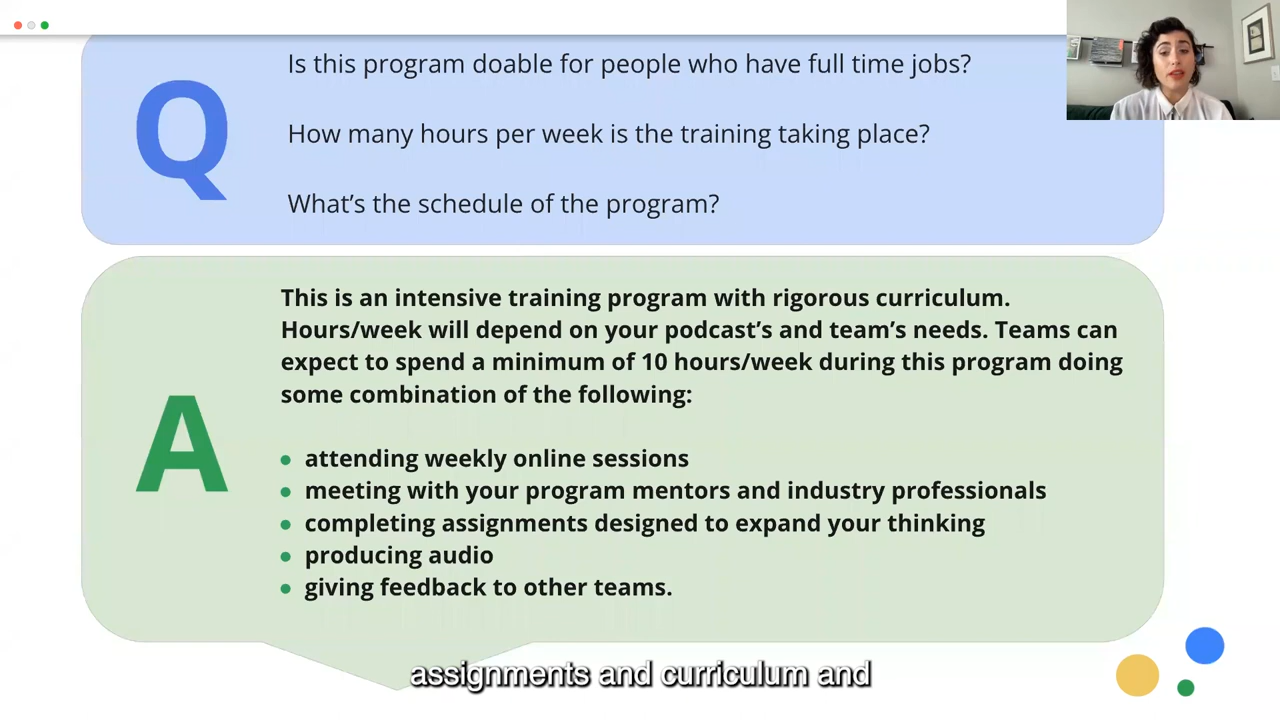 Is this program doable for people who have full time jobs?
Q
How many hours per week is the training taking place?
What's the schedule of the program?
This is an intensive training program with rigorous curriculum.
Hours/week will depend on your podcast's and team's needs. Teams can
expect to spend a minimum of 10 hours/week during this program doing
some combination of the following:
A
attending weekly online sessions
meeting with your program mentors and industry professionals
completing assignments designed to expand your thinking
producing audio
giving feedback to other teams.
assignments and curriculum and